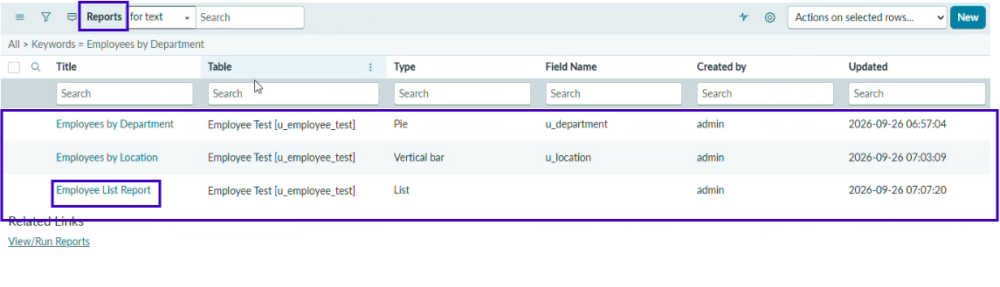 Reports for text Search Actions on selected rows... New
All > Keywords = Employees by Department
Title Table Type Field Name Created by Updated
Search Search Search Search Search Search
Employees by Department Employee Test [u_employee_test] Pie u_department admin 2026-09-26 06:57:04
Employees by Location Employee Test [u_employee_test] Vertical bar u_location admin 2026-09-26 07:03:09
Employee List Report Employee Test [u_employee_test] List admin 2026-09-26 07:07:20
Related Links
View/Run Reports